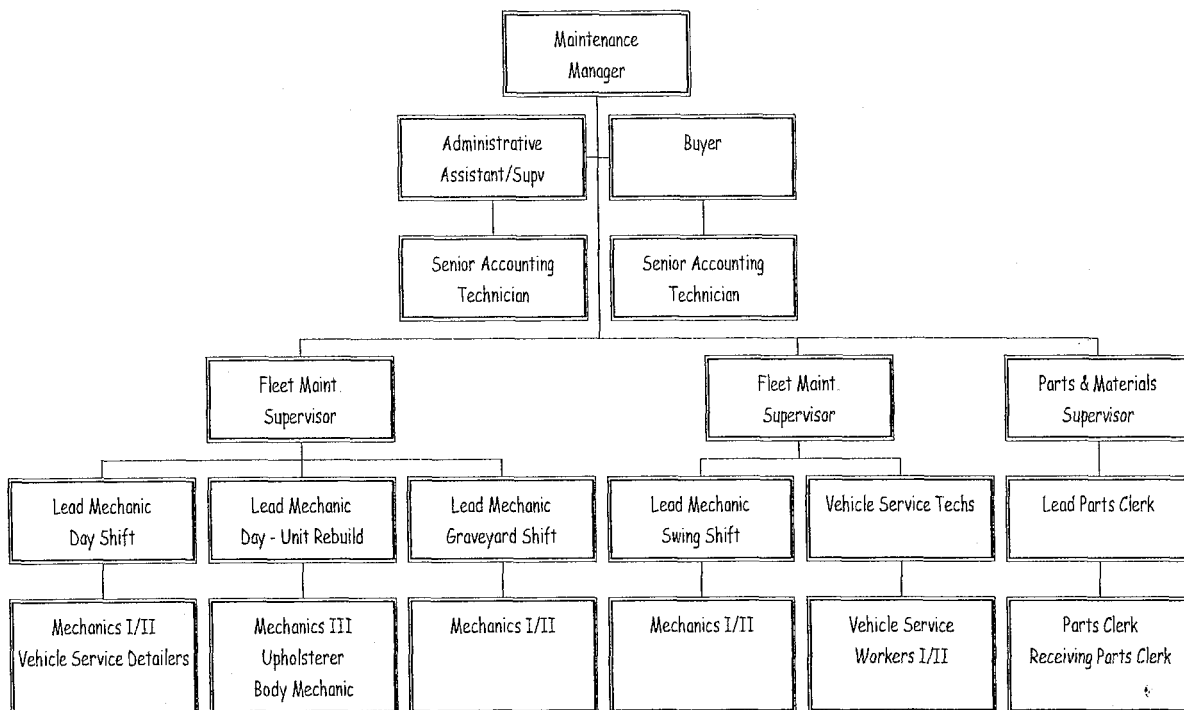 Maintenance
Manager
Administrative
Assistant/Supv
Buyer
Senior Accounting
Technician
Senior Accounting
Technician
Fleet Maint.
Supervisor
Fleet Maint.
Supervisor
Parts & Materials
Supervisor
Lead Mechanic
Day Shift
Lead Mechanic
Day - Unit Rebuild
Lead Mechanic
Graveyard Shift
Lead Mechanic
Swing Shift
Vehicle Service Techs
Lead Parts Clerk
Mechanics I/II
Vehicle Service Detailers
Mechanics III
Upholsterer
Body Mechanic
Mechanics I/II
Mechanics I/II
Vehicle Service
Workers I/II
Parts Clerk
Receiving Parts Clerk